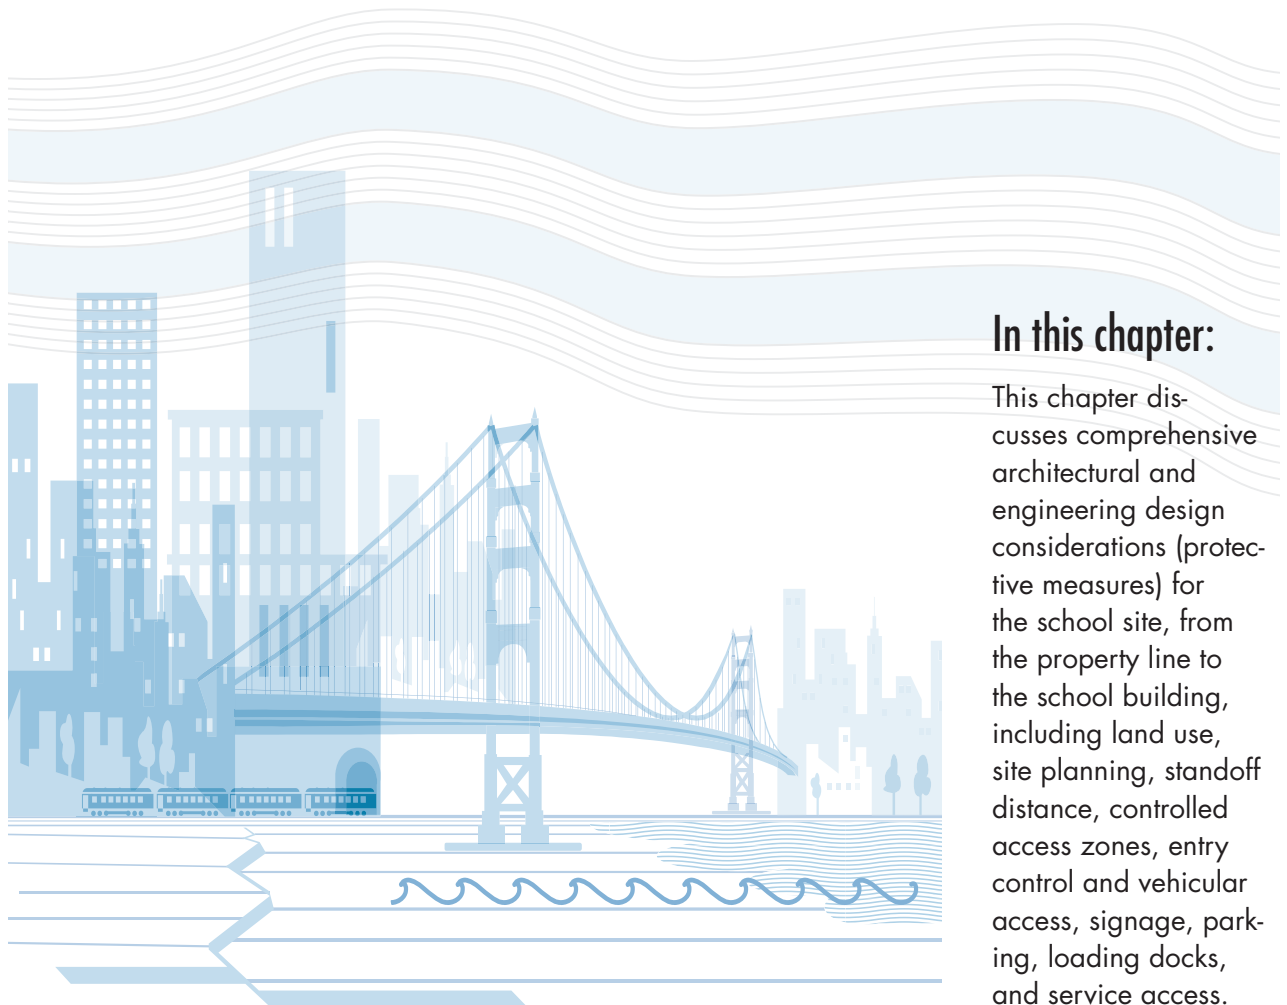 In this chapter:
This chapter dis-
cusses comprehensive
architectural and
engineering design
considerations (protec-
tive measures) for
the school site, from
the property line to
the school building,
including land use,
site planning, standoff
distance, controlled
access zones, entry
control and vehicular
access, signage, park-
ing, loading docks,
and service access.